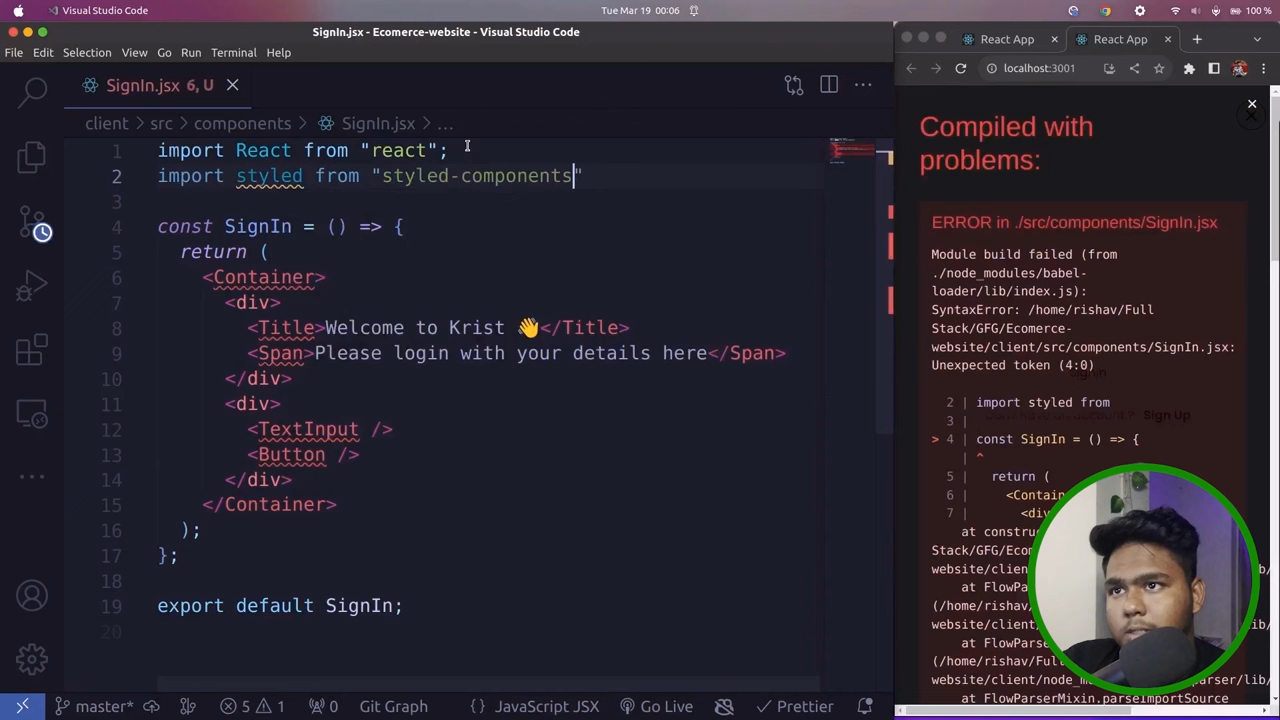 Visual Studio Code
Tue Mar 19 00:06
100 %
SignIn.jsx - Ecomerce-website - Visual Studio Code
File Edit Selection View Go Run Terminal Help
SignIn.jsx 6, U
client > src > components > SignIn.jsx > ...
1 import React from "react";
2 import styled from "styled-components"
3
4 const SignIn = () => {
5 return (
6 <Container>
7 <div>
8 <Title>Welcome to Krist 👋</Title>
9 <Span>Please login with your details here</Span>
10 </div>
11 <div>
12 <TextInput />
13 <Button />
14 </div>
15 </Container>
16 );
17 };
18
19 export default SignIn;
20
master* 5 1 0 Git Graph JavaScript JSX Go Live Prettier
React App
React App
localhost:3001
Compiled with
problems:
ERROR in ./src/components/SignIn.jsx
Module build failed (from
./node_modules/babel-
loader/lib/index.js):
SyntaxError: /home/rishav/Full
Stack/GFG/Ecomerce-
website/client/src/components/SignIn.jsx:
Unexpected token (4:0)
2 | import styled from
3 |
> 4 | const SignIn = () => {
| ^
5 | return (
6 | <Contain
7 | <div
Sign Up
at constru
Stack/GFG/Ecom
website/client
at FlowPar
(/home/rishav/
website/client
at FlowPars
(/home/rishav/Full
website/client/node_m
at FlowParserMixin.parseImportSource